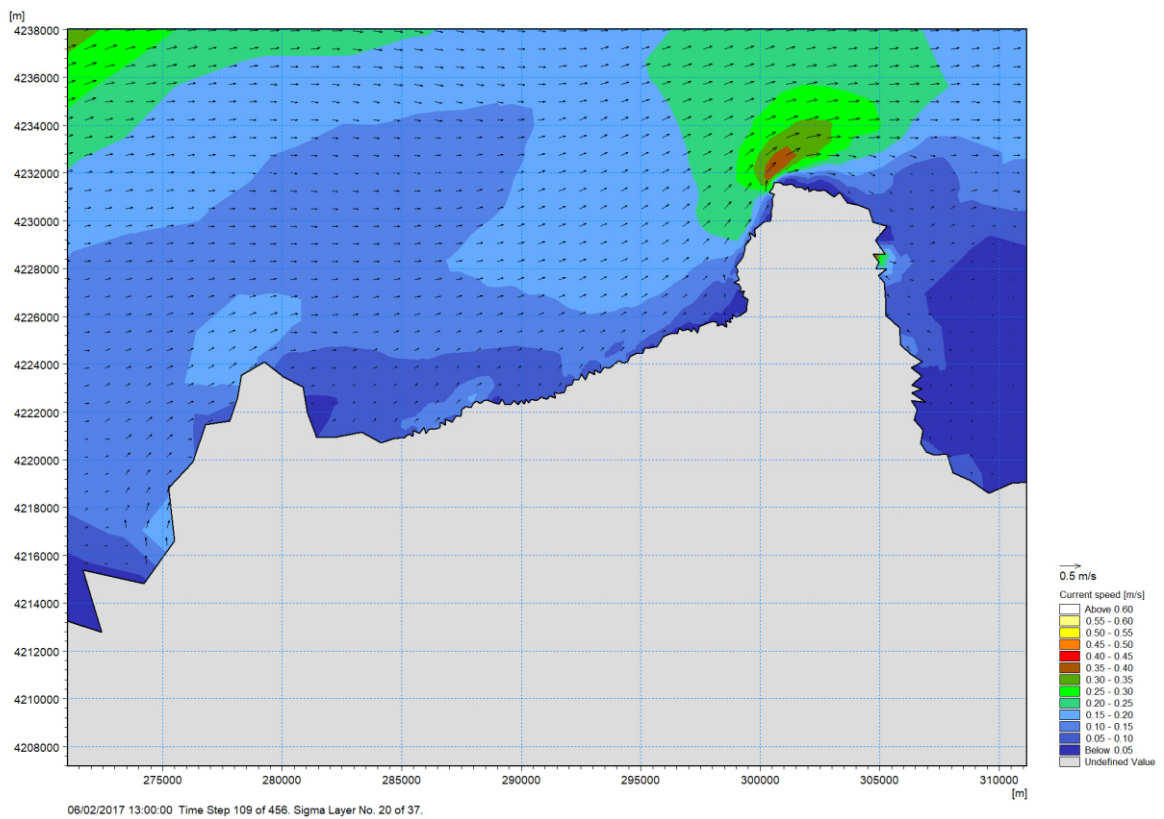 [m]
4238000
4236000
4234000
4232000
4230000
4228000
4226000
4224000
4222000
4220000
4218000
4216000
4214000
4212000
4210000
4208000
275000 280000 285000 290000 295000 300000 305000 310000
[m]
06/02/2017 13:00:00 Time Step 109 of 456. Sigma Layer No. 20 of 37.
0.5 m/s
Current speed [m/s]
Above 0.60
0.55 - 0.60
0.50 - 0.55
0.45 - 0.50
0.40 - 0.45
0.35 - 0.40
0.30 - 0.35
0.25 - 0.30
0.20 - 0.25
0.15 - 0.20
0.10 - 0.15
0.05 - 0.10
Below 0.05
Undefined Value